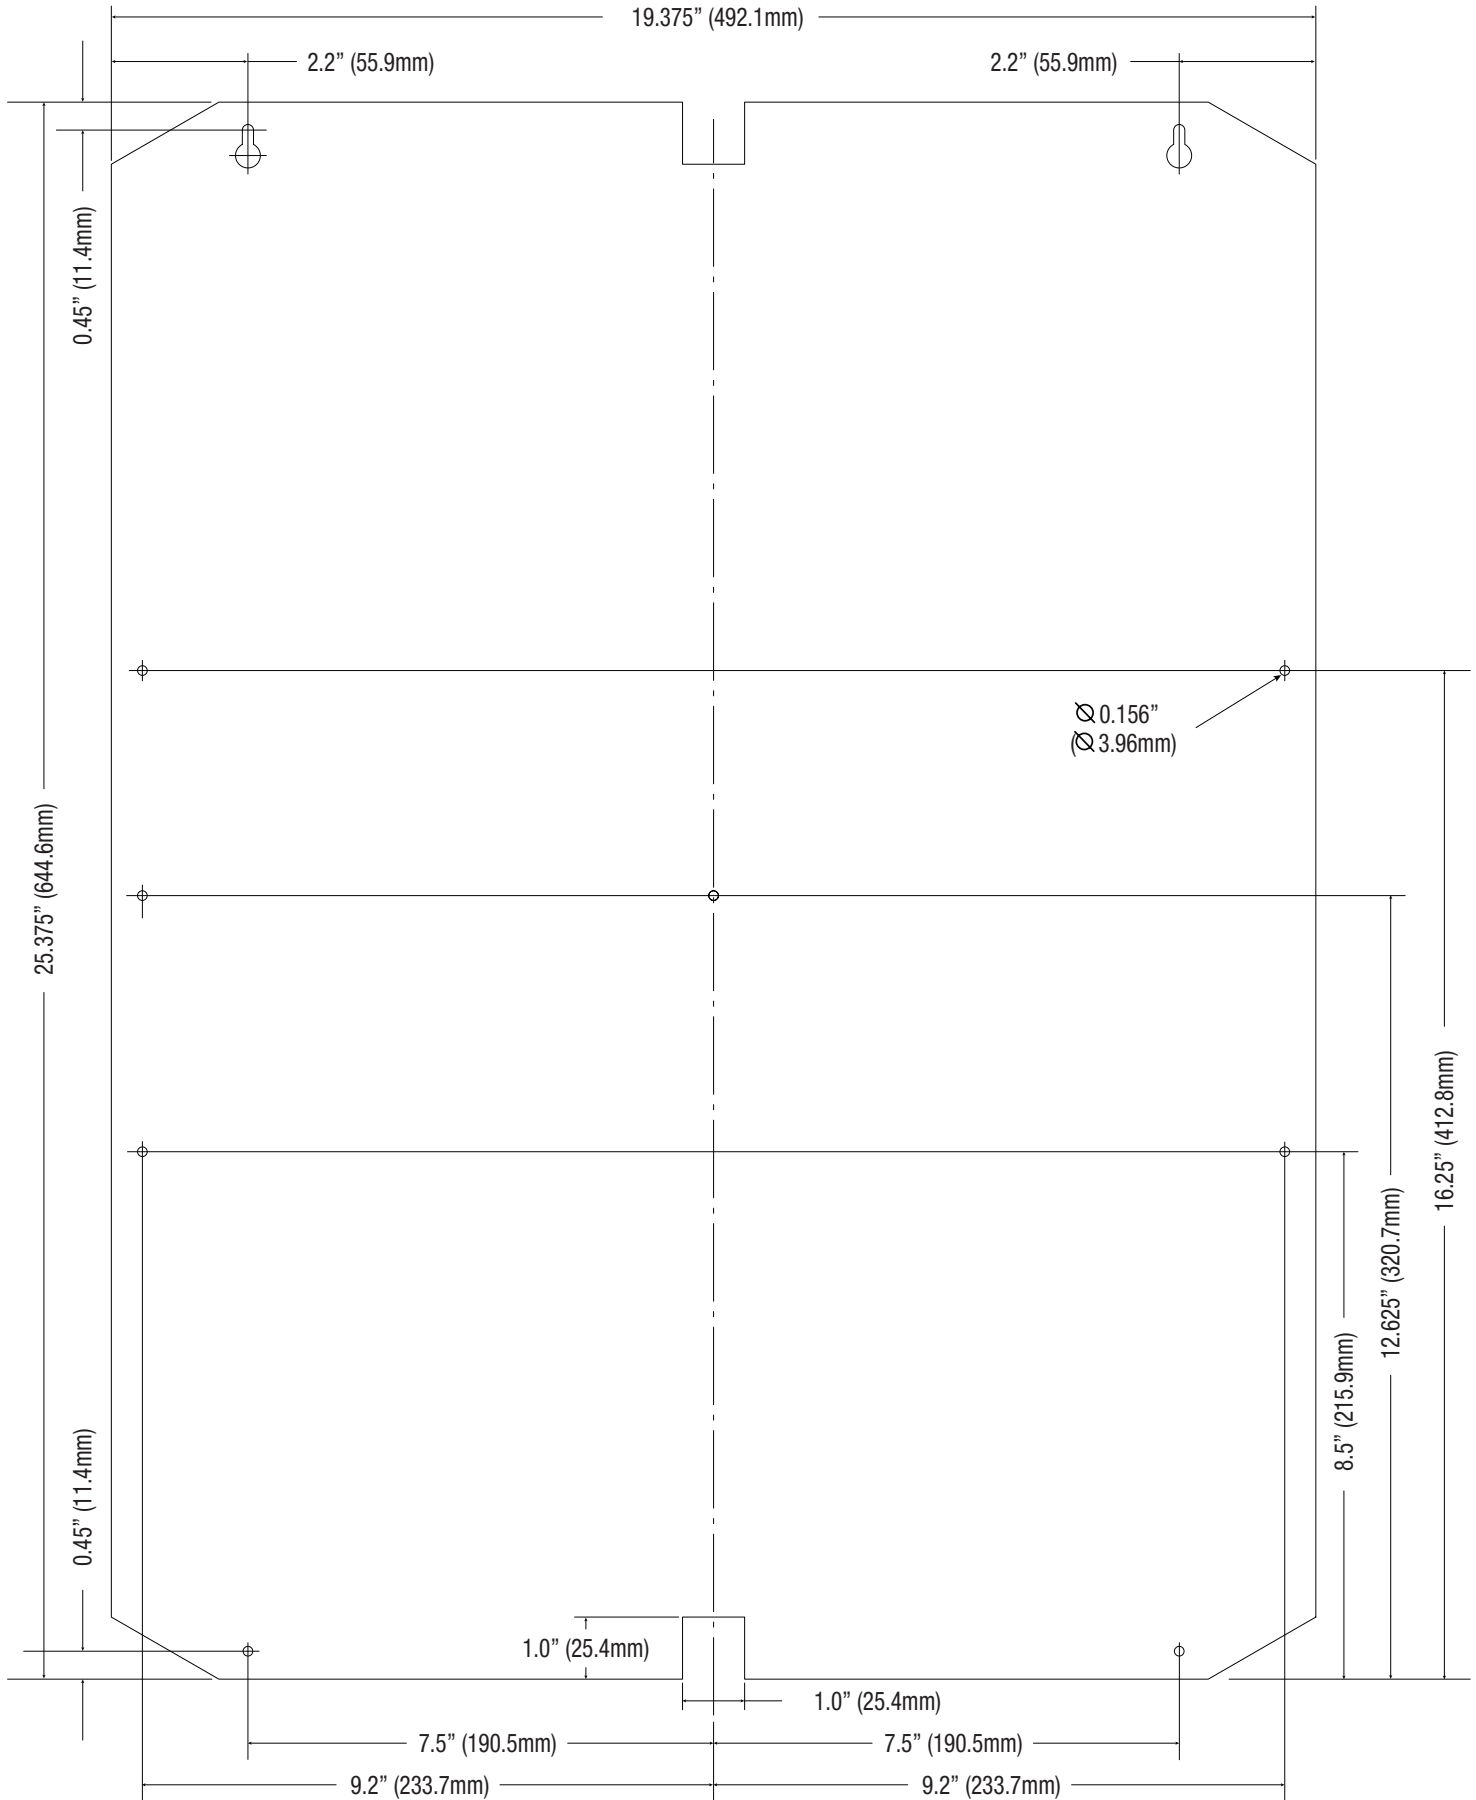 19.375” (492.1mm)
2.2” (55.9mm)
2.2” (55.9mm)
0.45” (11.4mm)
Ø 0.156”
(Ø 3.96mm)
25.375” (644.6mm)
16.25” (412.8mm)
12.625” (320.7mm)
8.5” (215.9mm)
0.45” (11.4mm)
1.0” (25.4mm)
1.0” (25.4mm)
7.5” (190.5mm)
7.5” (190.5mm)
9.2” (233.7mm)
9.2” (233.7mm)